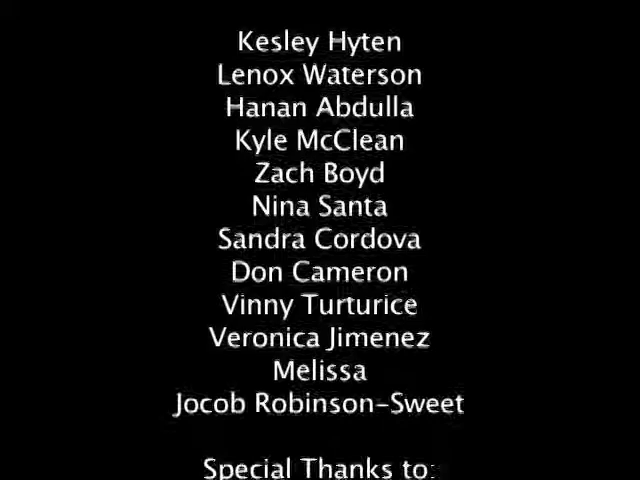 Kesley Hyten
Lenox Waterson
Hanan Abdulla
Kyle McClean
Zach Boyd
Nina Santa
Sandra Cordova
Don Cameron
Vinny Turturice
Veronica Jimenez
Melissa
Jocob Robinson-Sweet
Special Thanks to: